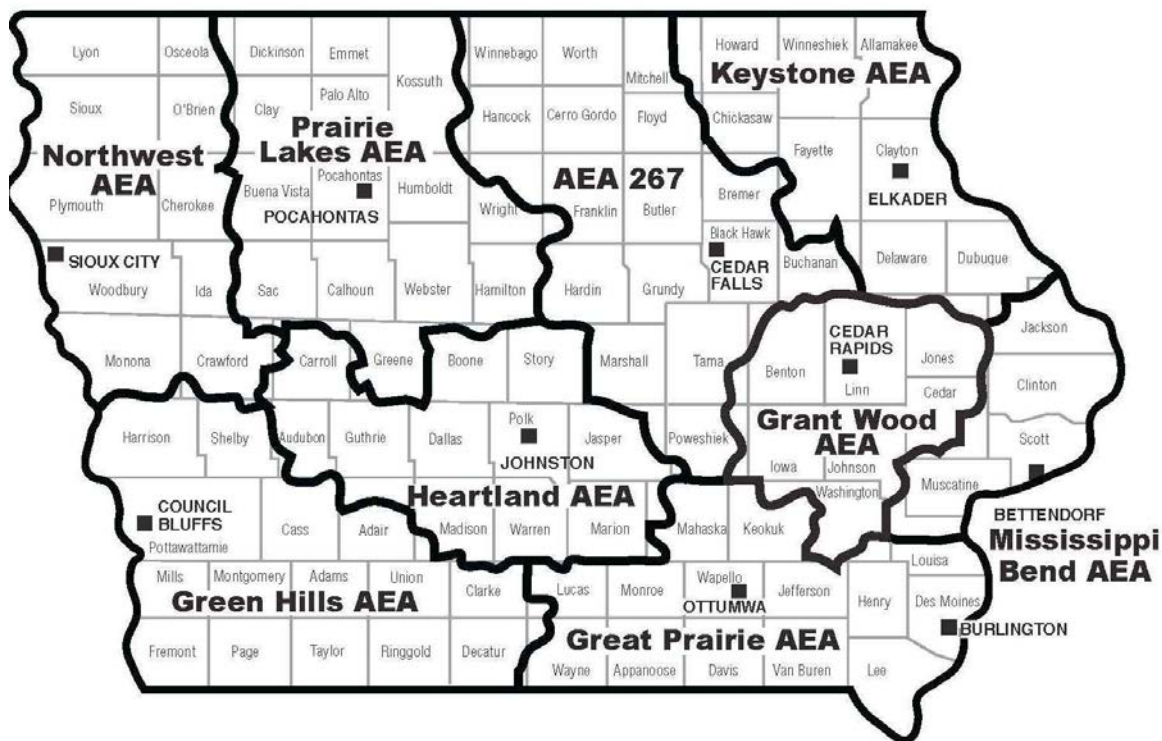 Lyon
Osceola
Dickinson
Emmet
Kossuth
Winnebago
Worth
Mitchell
Howard
Winneshiek
Allamakee
Keystone AEA
Sioux
O'Brien
Clay
Palo Alto
Hancock
Cerro Gordo
Floyd
Chickasaw
Northwest
AEA
Prairie
Lakes AEA
AEA 267
Fayette
Clayton
ELKADER
Plymouth
Cherokee
Buena Vista
Pocahontas
POCAHONTAS
Humboldt
Wright
Franklin
Butler
Bremer
SIOUX CITY
Woodbury
Ida
Sac
Calhoun
Webster
Hamilton
Hardin
Grundy
Black Hawk
CEDAR
FALLS
Buchanan
Delaware
Dubuque
Monona
Crawford
Carroll
Greene
Boone
Story
Marshall
Tama
Benton
CEDAR
RAPIDS
Linn
Jones
Cedar
Jackson
Clinton
Scott
Harrison
Shelby
Audubon
Guthrie
Dallas
Polk
JOHNSTON
Jasper
Poweshiek
Grant Wood
AEA
Iowa
Johnson
Washington
Muscatine
BETTENDORF
Mississippi
Bend AEA
Heartland AEA
COUNCIL
BLUFFS
Pottawattamie
Cass
Adair
Madison
Warren
Marion
Mahaska
Keokuk
Louisa
Mills
Montgomery
Adams
Union
Clarke
Green Hills AEA
Lucas
Monroe
Wapello
OTTUMWA
Jefferson
Henry
Des Moines
BURLINGTON
Great Prairie AEA
Fremont
Page
Taylor
Ringgold
Decatur
Wayne
Appanoose
Davis
Van Buren
Lee